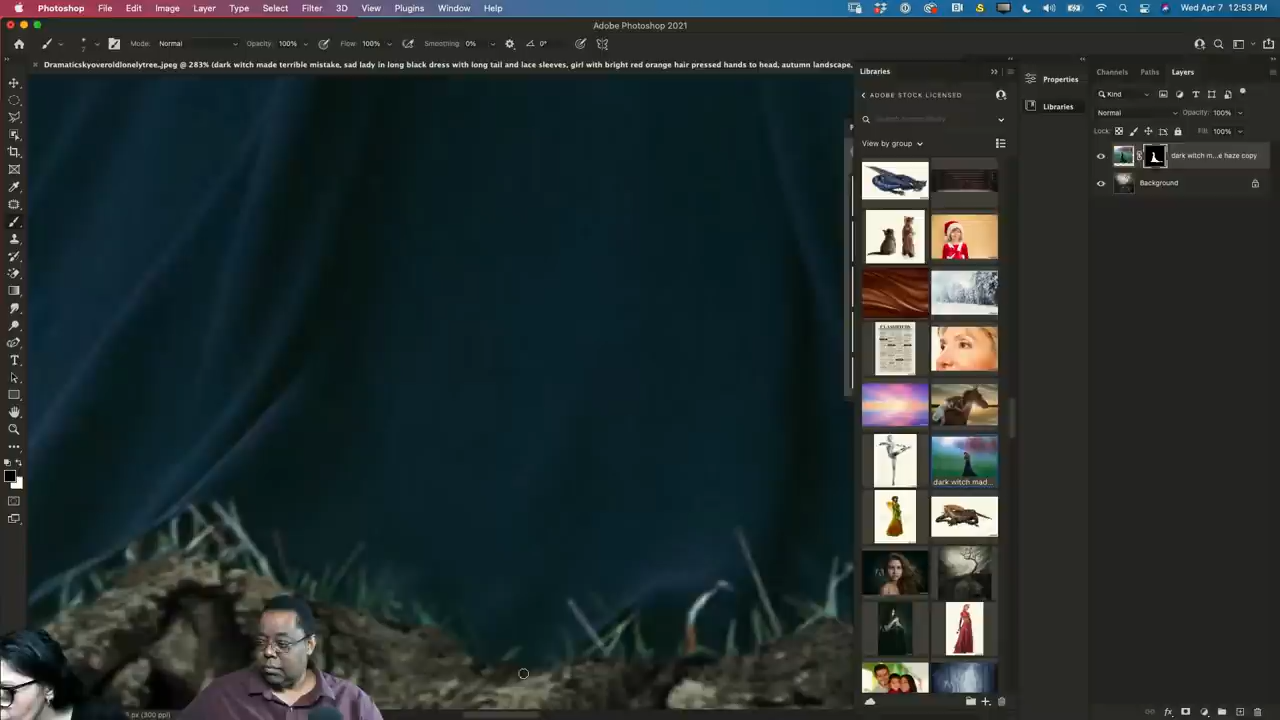 Photoshop File Edit Image Layer Type Select Filter 3D View Plugins Window Help Wed Apr 7 12:53 PM
Adobe Photoshop 2021
Mode: Normal Opacity: 100% Flow: 100% Smoothing: 0% 0°
Dramaticskyoveroldlonelytree,.jpeg @ 283% (dark witch made terrible mistake, sad lady in long black dress with long tail and lace sleeves, girl with bright red orange hair pressed hands to head, autumn landscape,
Libraries
ADOBE STOCK LICENSED
View by group
CLASSIFIEDS
dark witch mad...
Properties
Libraries
Channels Paths Layers
Kind
Normal Opacity: 100%
Lock: Fill: 100%
dark witch m...e haze copy
Background
px (300 ppi)